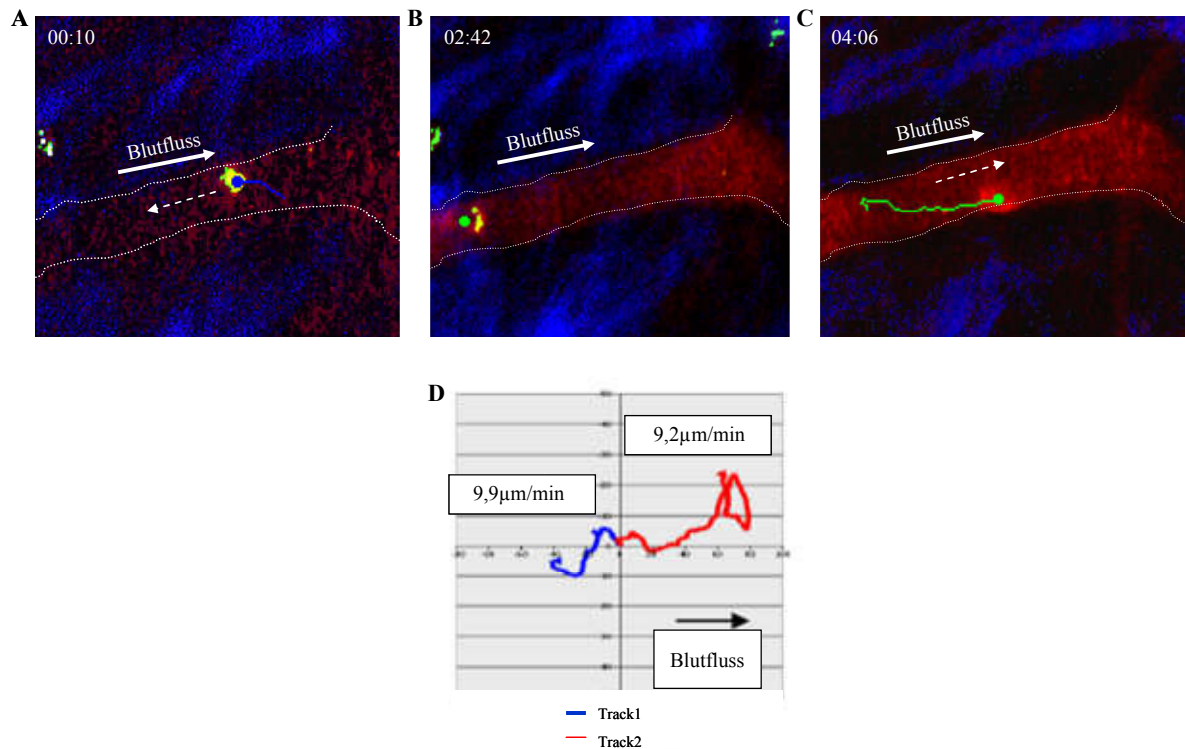 A
00:10
Blutfluss
B
02:42
Blutfluss
C
04:06
Blutfluss
D
9,2µm/min
9,9µm/min
Blutfluss
Track1
Track2